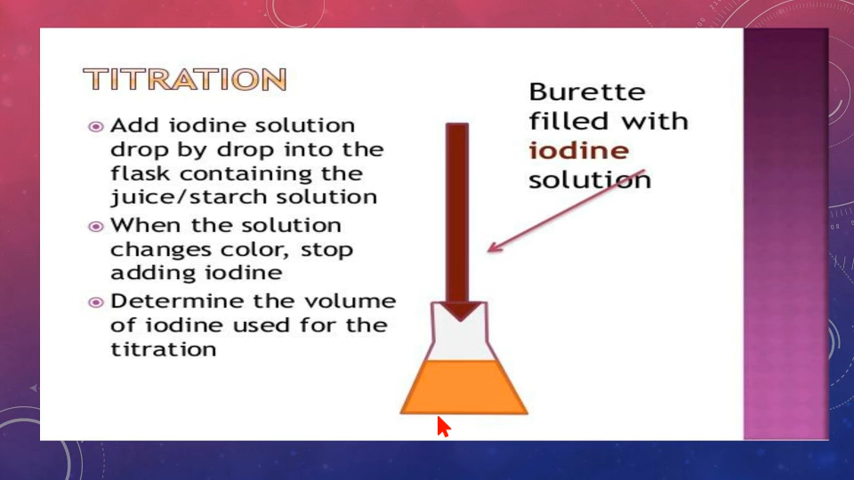 TITRATION
Add iodine solution
drop by drop into the
flask containing the
juice/starch solution
When the solution
changes color, stop
adding iodine
Determine the volume
of iodine used for the
titration
Burette
filled with
iodine
solution